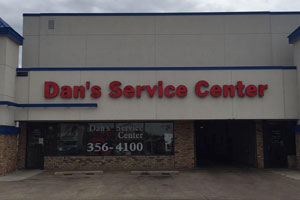 Dan's Service Center
Dan's Service
Center
356-4100